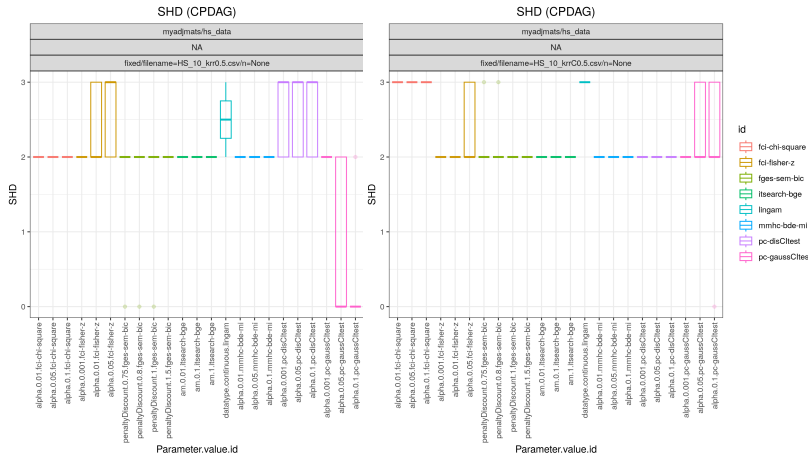 SHD (CPDAG)
myadjmats/hs_data
NA
fixed/filename=HS_10_krr0.5.csv/n=None
SHD
3
2
1
0
alpha.0.01.fci-chi-square
alpha.0.05.fci-chi-square
alpha.0.1.fci-chi-square
alpha.0.001.fci-fisher-z
alpha.0.01.fci-fisher-z
alpha.0.05.fci-fisher-z
penaltyDiscount.0.75.fges-sem-bic
penaltyDiscount.0.8.fges-sem-bic
penaltyDiscount.1.fges-sem-bic
penaltyDiscount.1.5.fges-sem-bic
am.0.01.itsearch-bge
am.0.1.itsearch-bge
am.1.itsearch-bge
datatype.continuous.lingam
alpha.0.01.mmhc-bde-mi
alpha.0.05.mmhc-bde-mi
alpha.0.1.mmhc-bde-mi
alpha.0.001.pc-disCItest
alpha.0.05.pc-disCItest
alpha.0.1.pc-disCItest
alpha.0.001.pc-gaussCItest
alpha.0.05.pc-gaussCItest
alpha.0.1.pc-gaussCItest
Parameter.value.id
SHD (CPDAG)
myadjmats/hs_data
NA
fixed/filename=HS_10_krrC0.5.csv/n=None
SHD
3
2
1
0
alpha.0.01.fci-chi-square
alpha.0.05.fci-chi-square
alpha.0.1.fci-chi-square
alpha.0.001.fci-fisher-z
alpha.0.01.fci-fisher-z
alpha.0.05.fci-fisher-z
penaltyDiscount.0.75.fges-sem-bic
penaltyDiscount.0.8.fges-sem-bic
penaltyDiscount.1.fges-sem-bic
penaltyDiscount.1.5.fges-sem-bic
am.0.01.itsearch-bge
am.0.1.itsearch-bge
am.1.itsearch-bge
datatype.continuous.lingam
alpha.0.01.mmhc-bde-mi
alpha.0.05.mmhc-bde-mi
alpha.0.1.mmhc-bde-mi
alpha.0.001.pc-disCItest
alpha.0.05.pc-disCItest
alpha.0.1.pc-disCItest
alpha.0.001.pc-gaussCItest
alpha.0.05.pc-gaussCItest
alpha.0.1.pc-gaussCItest
Parameter.value.id
id
fci-chi-square
fci-fisher-z
fges-sem-bic
itsearch-bge
lingam
mmhc-bde-mi
pc-disCItest
pc-gaussCItes